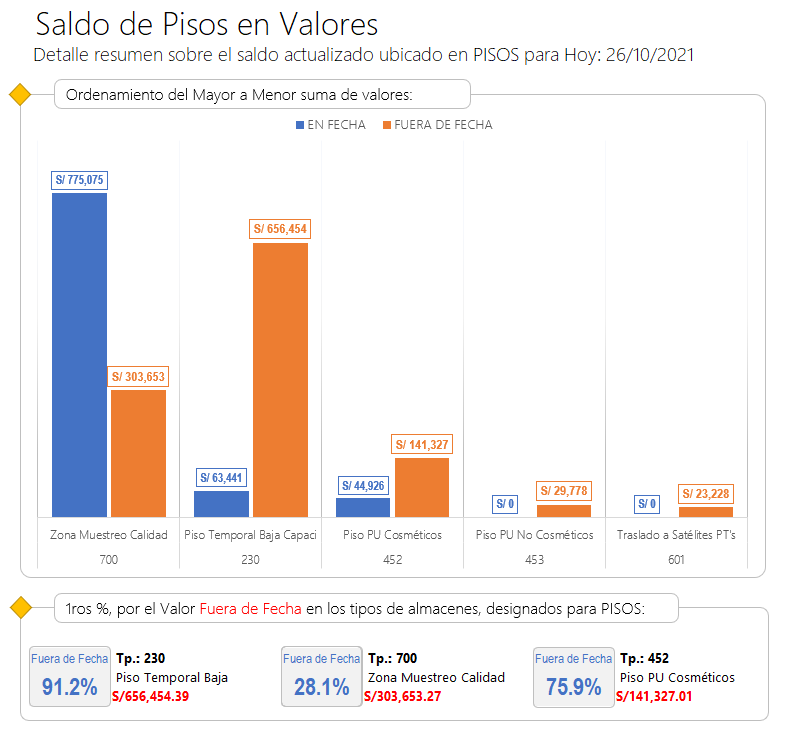 Saldo de Pisos en Valores
Detalle resumen sobre el saldo actualizado ubicado en PISOS para Hoy: 26/10/2021
Ordenamiento del Mayor a Menor suma de valores:
EN FECHA FUERA DE FECHA
S/ 775,075
S/ 656,454
S/ 303,653
S/ 141,327
S/ 63,441
S/ 44,926
S/ 29,778
S/ 23,228
S/ 0
S/ 0
Zona Muestreo Calidad Piso Temporal Baja Capaci Piso PU Cosméticos Piso PU No Cosméticos Traslado a Satélites PT's
700 230 452 453 601
1ros %, por el Valor Fuera de Fecha en los tipos de almacenes, designados para PISOS:
Fuera de Fecha
91.2%
Tp.: 230
Piso Temporal Baja
S/656,454.39
Fuera de Fecha
28.1%
Tp.: 700
Zona Muestreo Calidad
S/303,653.27
Fuera de Fecha
75.9%
Tp.: 452
Piso PU Cosméticos
S/141,327.01